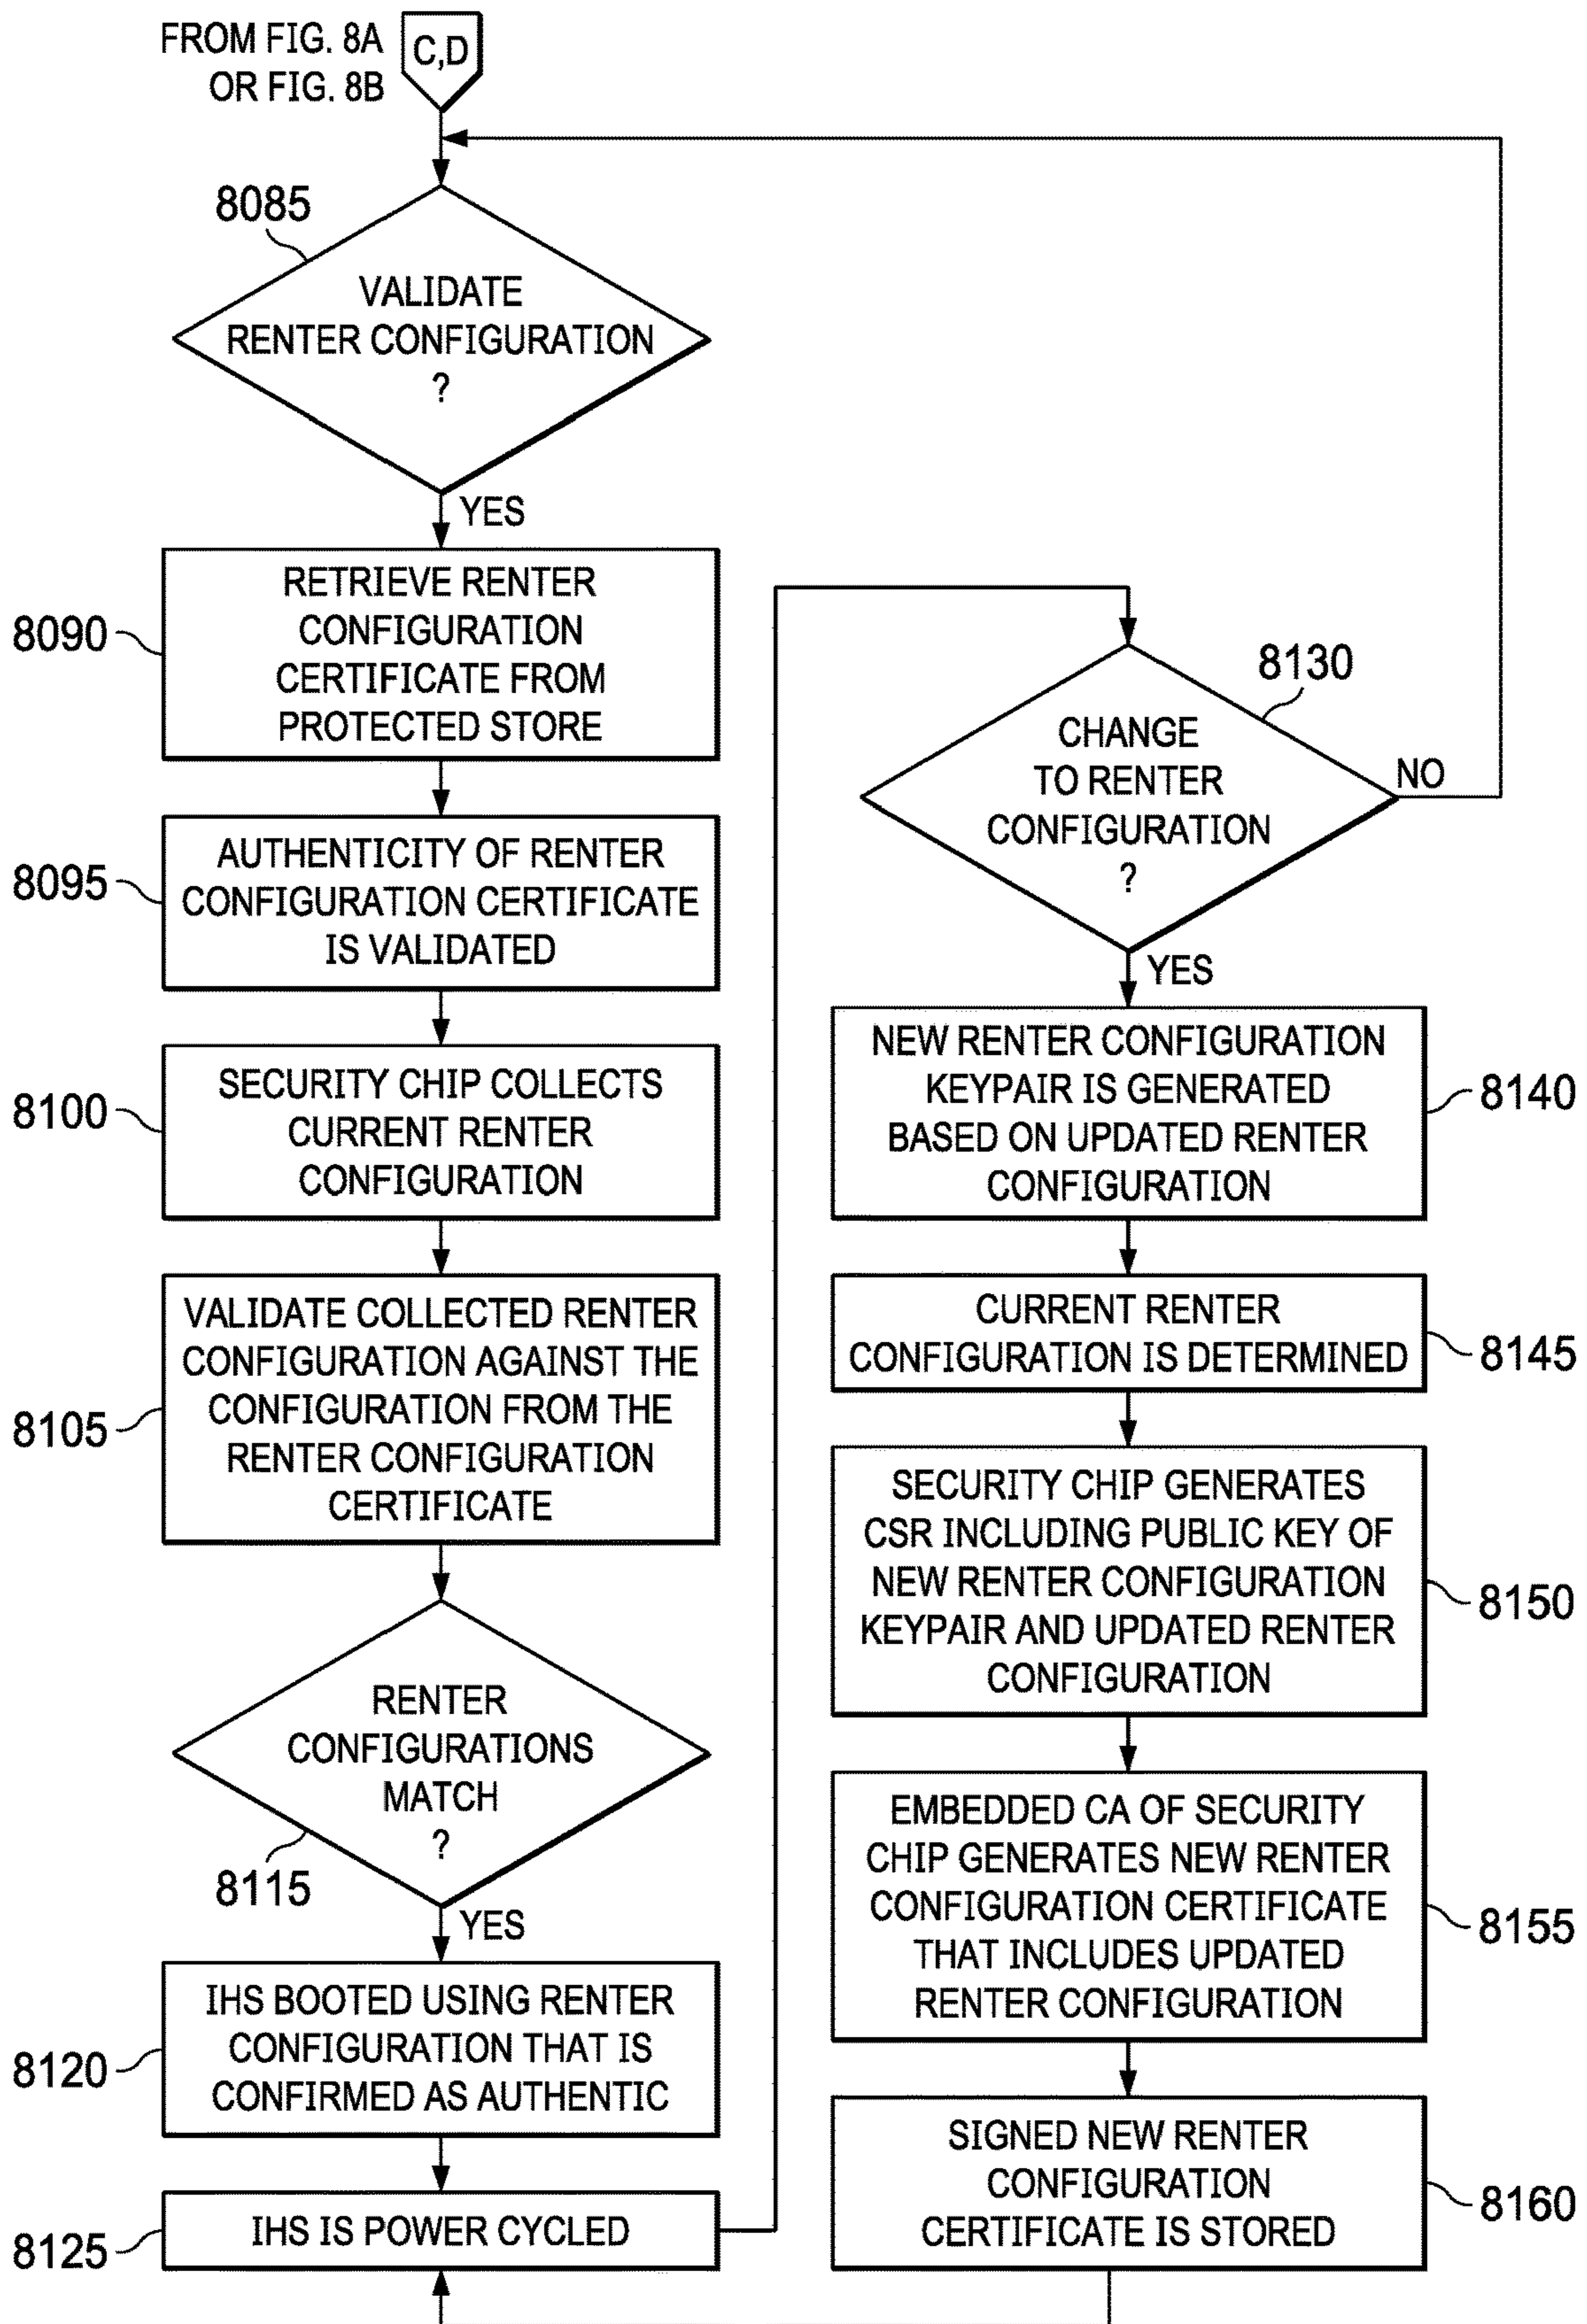 FROM FIG. 8A
OR FIG. 8B
C,D
8085
VALIDATE
RENTER CONFIGURATION
?
YES
8090
RETRIEVE RENTER
CONFIGURATION
CERTIFICATE FROM
PROTECTED STORE
8095
AUTHENTICITY OF RENTER
CONFIGURATION CERTIFICATE
IS VALIDATED
8100
SECURITY CHIP COLLECTS
CURRENT RENTER
CONFIGURATION
8105
VALIDATE COLLECTED RENTER
CONFIGURATION AGAINST THE
CONFIGURATION FROM THE
RENTER CONFIGURATION
CERTIFICATE
RENTER
CONFIGURATIONS
MATCH
?
8115
YES
8120
IHS BOOTED USING RENTER
CONFIGURATION THAT IS
CONFIRMED AS AUTHENTIC
8125
IHS IS POWER CYCLED
8130
CHANGE
TO RENTER
CONFIGURATION
?
NO
YES
NEW RENTER CONFIGURATION
KEYPAIR IS GENERATED
BASED ON UPDATED RENTER
CONFIGURATION
8140
CURRENT RENTER
CONFIGURATION IS DETERMINED
8145
SECURITY CHIP GENERATES
CSR INCLUDING PUBLIC KEY OF
NEW RENTER CONFIGURATION
KEYPAIR AND UPDATED RENTER
CONFIGURATION
8150
EMBEDDED CA OF SECURITY
CHIP GENERATES NEW RENTER
CONFIGURATION CERTIFICATE
THAT INCLUDES UPDATED
RENTER CONFIGURATION
8155
SIGNED NEW RENTER
CONFIGURATION
CERTIFICATE IS STORED
8160